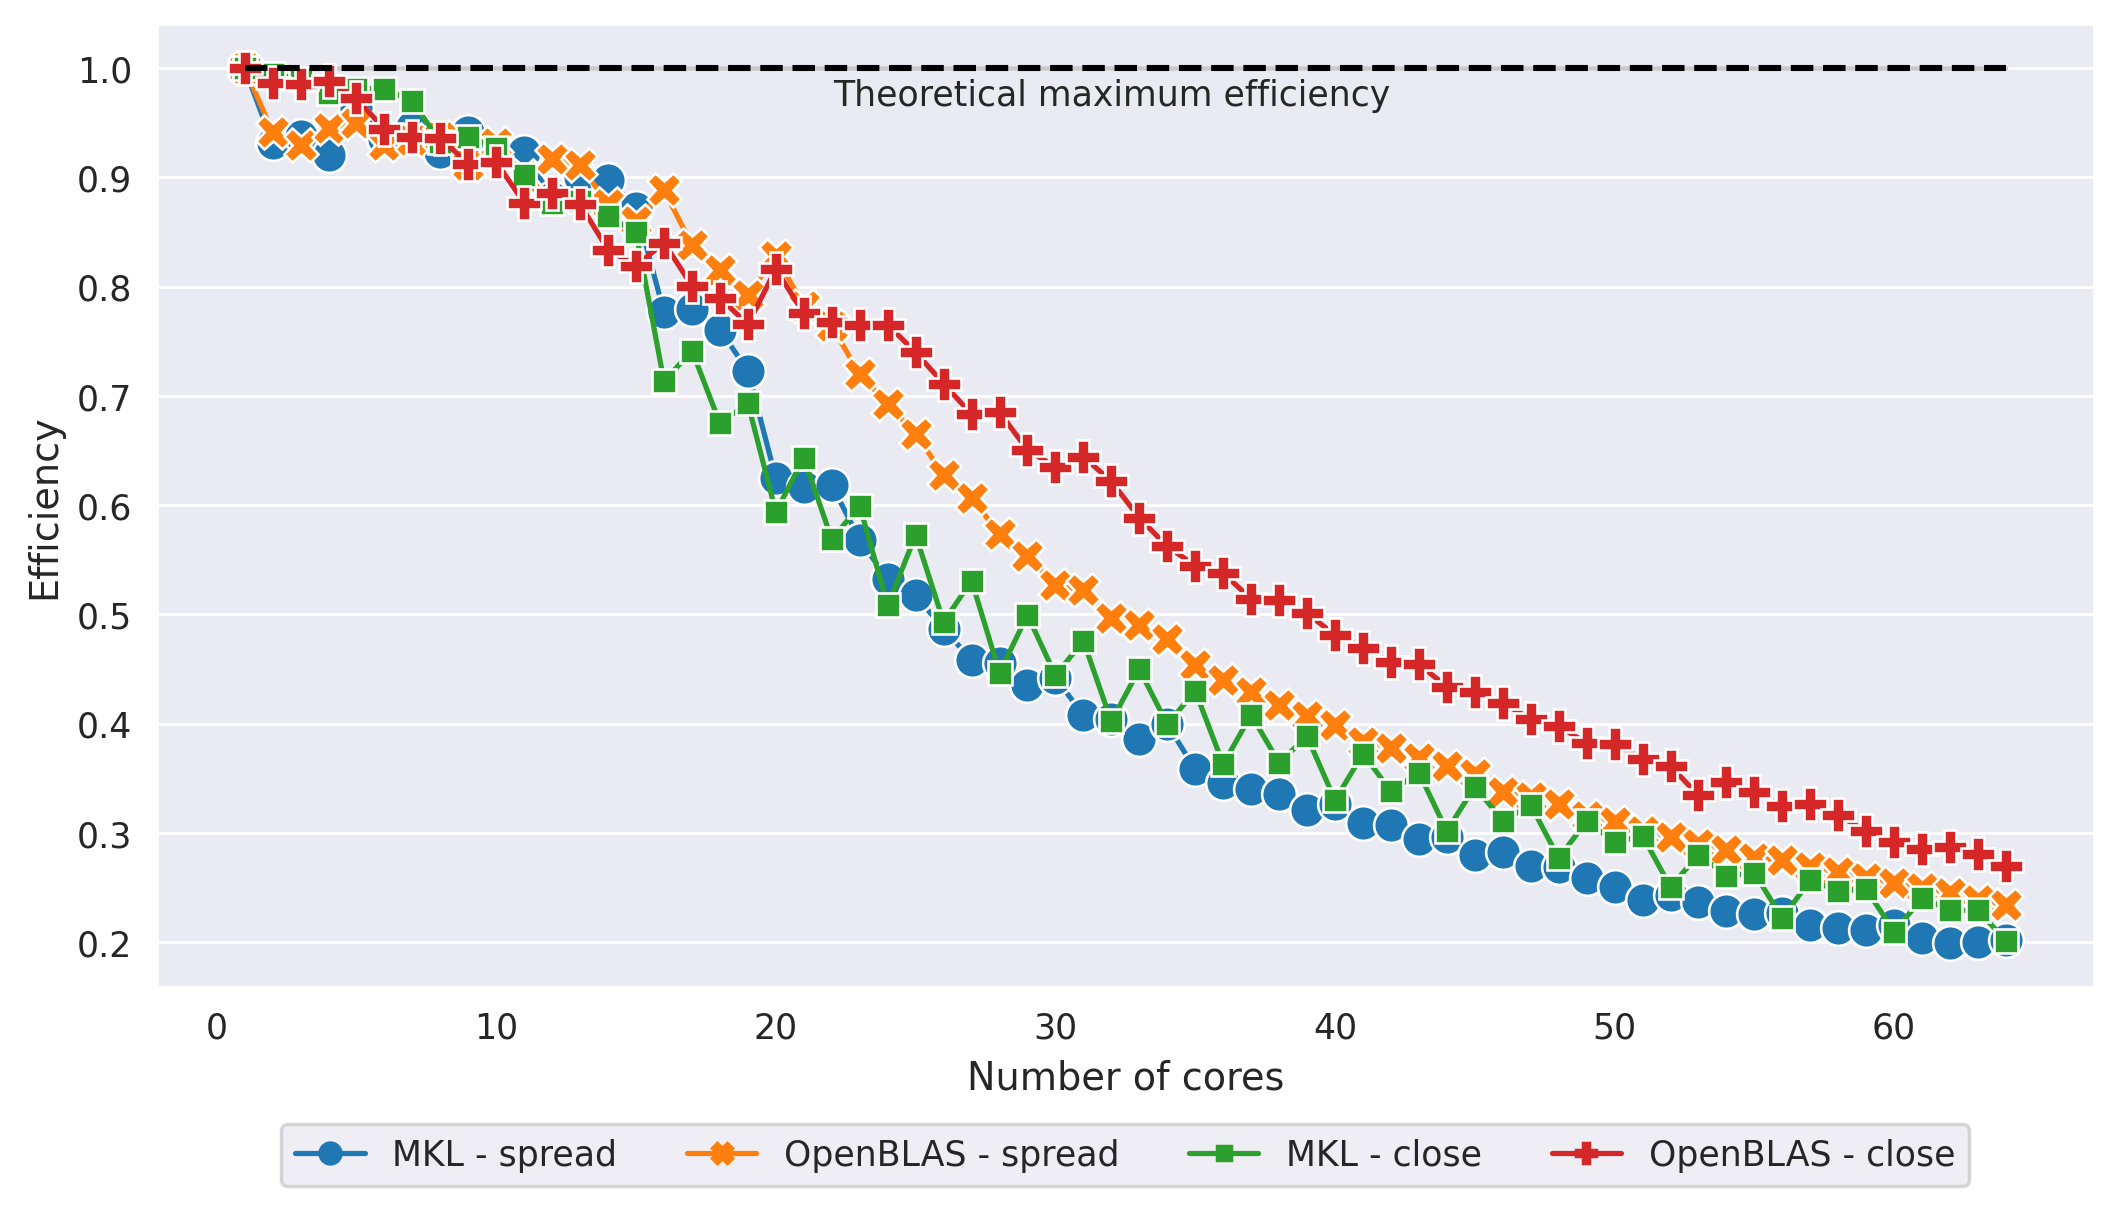 1.0
0.9
0.8
0.7
0.6
0.5
0.4
0.3
0.2
Efficiency
Theoretical maximum efficiency
0 10 20 30 40 50 60
Number of cores
MKL - spread OpenBLAS - spread MKL - close OpenBLAS - close